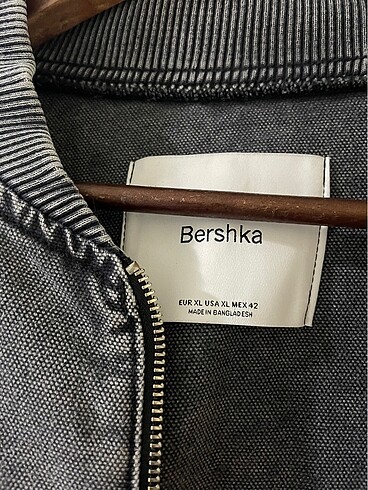 Bershka
EUR XL USA XL MEX 42
MADE IN BANGLADESH